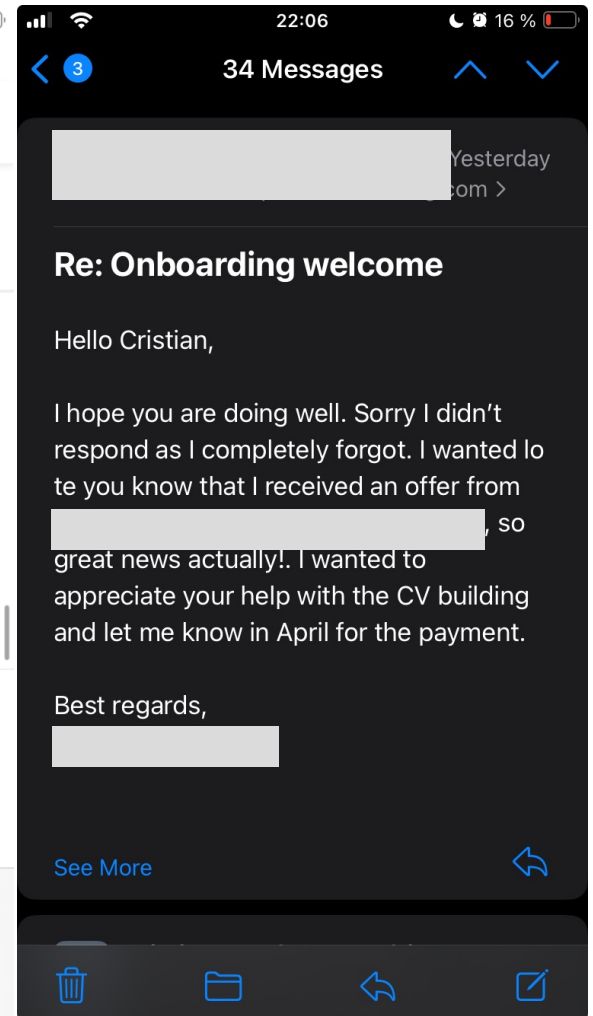 22:06
16 %
3
34 Messages
Yesterday
com >
Re: Onboarding welcome
Hello Cristian,
I hope you are doing well. Sorry I didn't
respond as I completely forgot. I wanted lo
te you know that I received an offer from
, so
great news actually!. I wanted to
appreciate your help with the CV building
and let me know in April for the payment.
Best regards,
See More